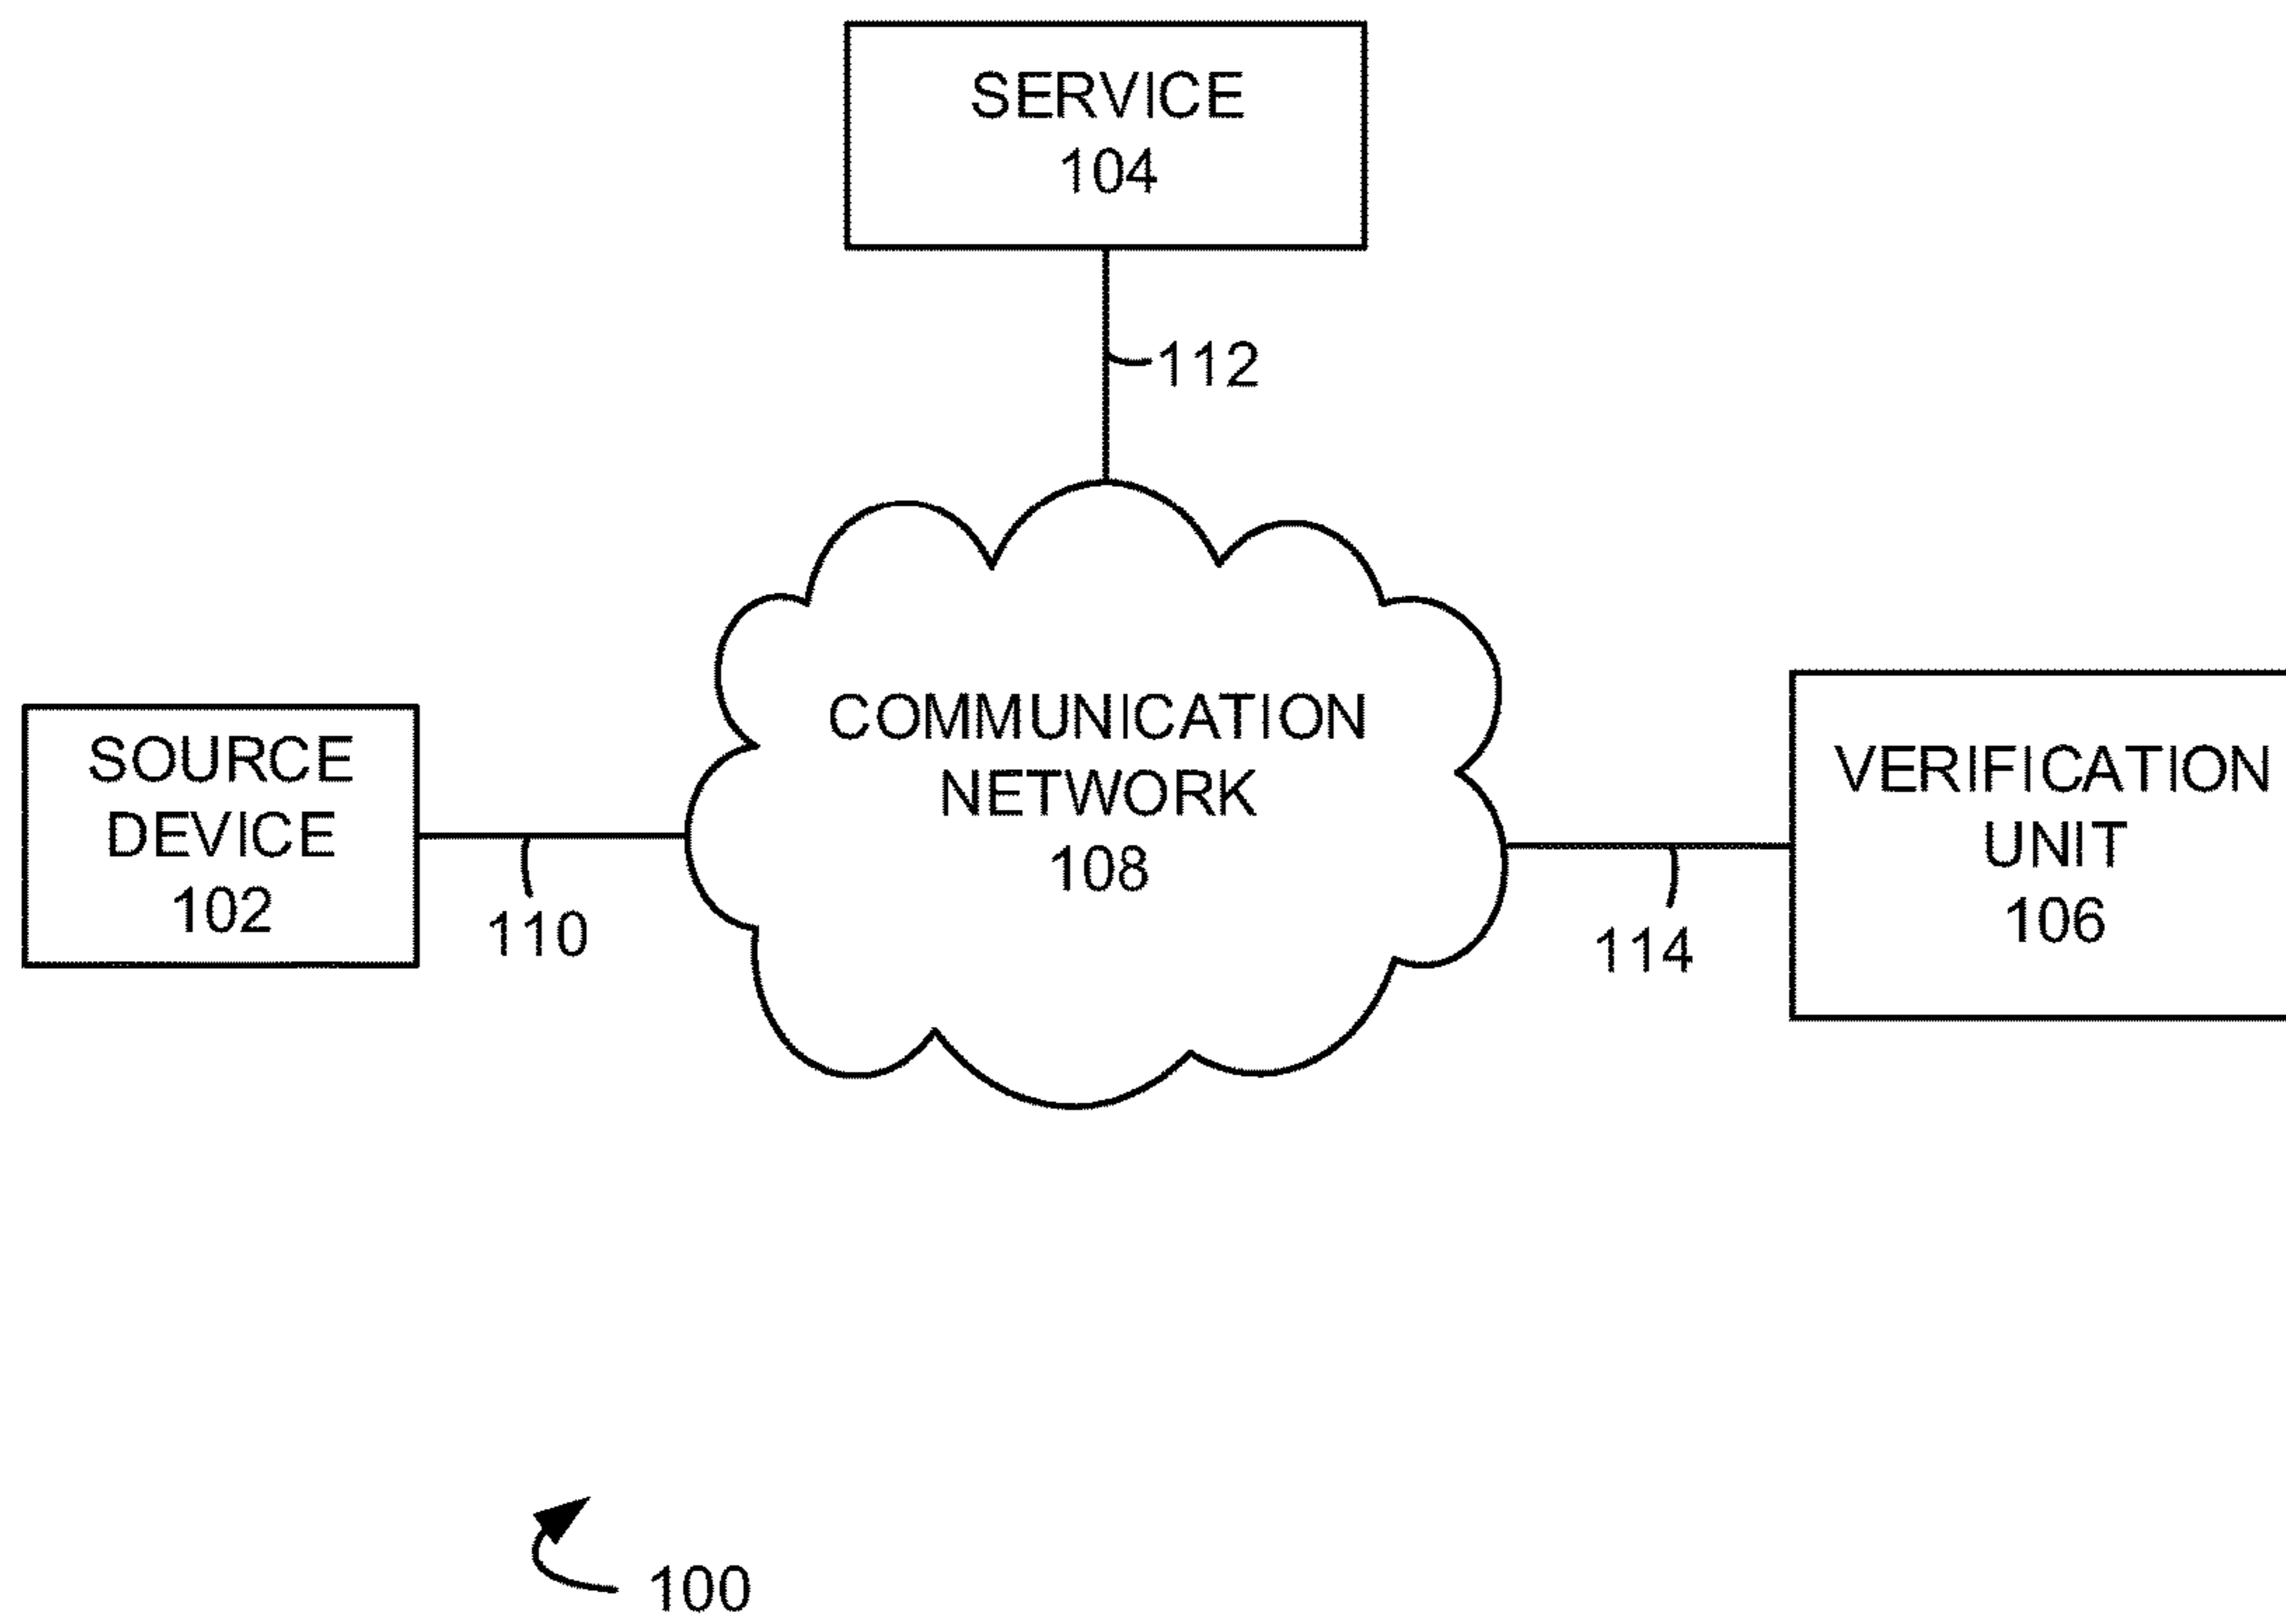 SERVICE
104
112
COMMUNICATION
NETWORK
108
SOURCE
DEVICE
102
110
VERIFICATION
UNIT
106
114
100